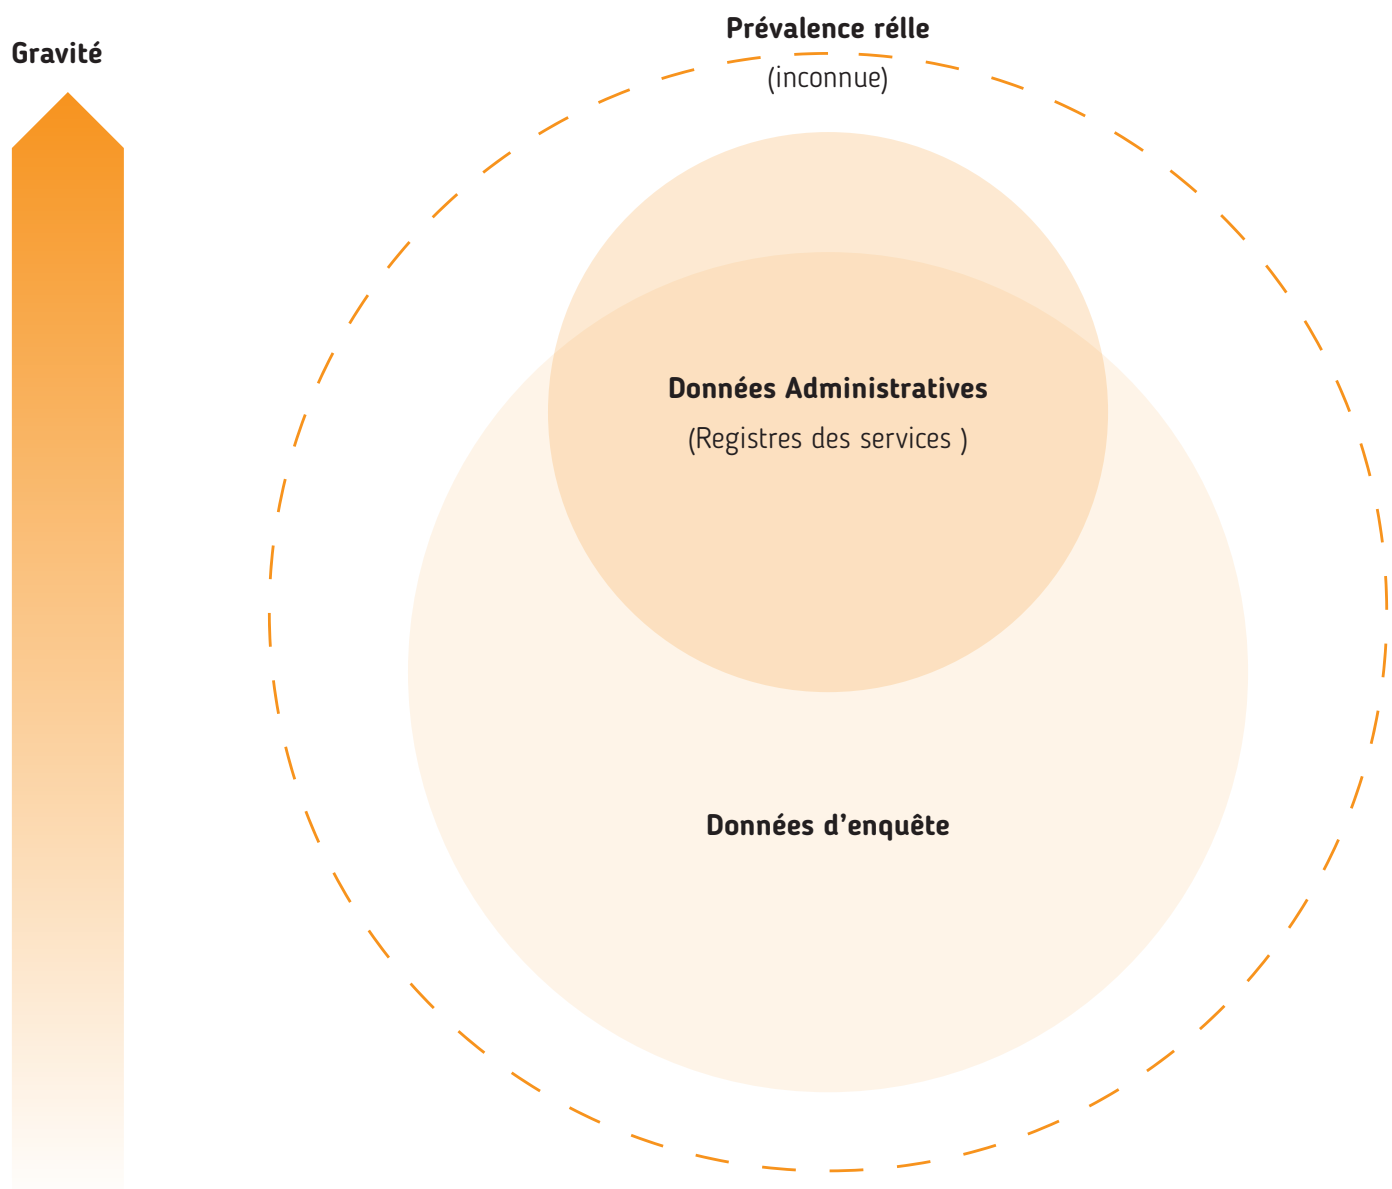 Gravité
Prévalence rélle
(inconnue)
Données Administratives
(Registres des services )
Données d’enquête